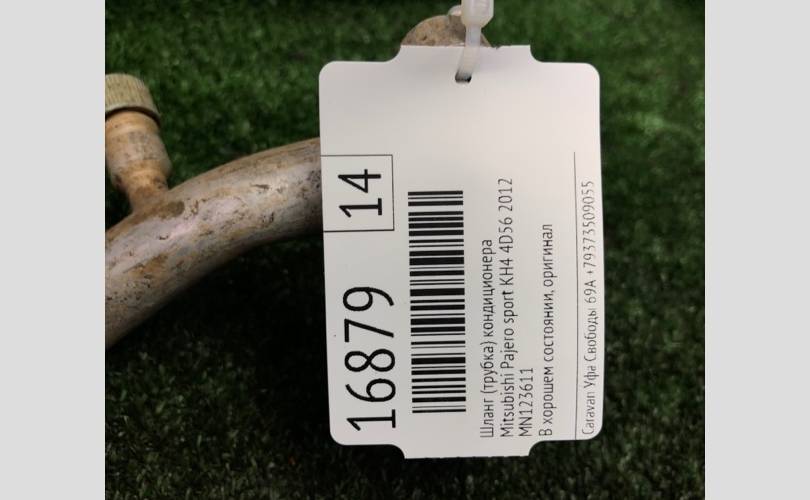 16879
14
Шланг (трубка) кондиционера
Mitsubishi Pajero sport KH4 4D56 2012
MN123611
В хорошем состоянии, оригинал
Caravan Уфа Свободы 69А +79373509055